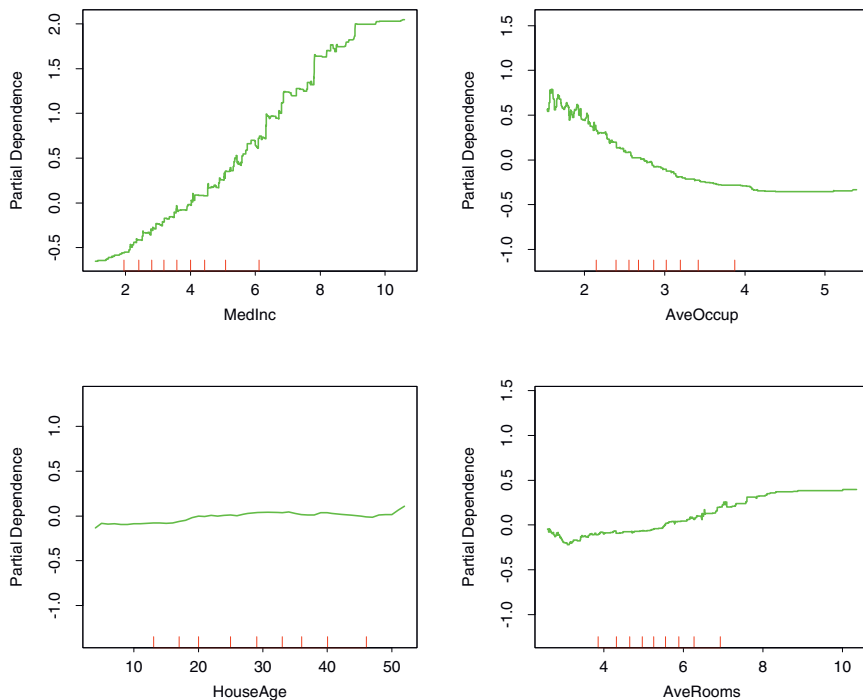 Partial Dependence
-0.5 0.0 0.5 1.0 1.5 2.0
2 4 6 8 10
MedInc
Partial Dependence
-1.0 -0.5 0.0 0.5 1.0 1.5
2 3 4 5
AveOccup
Partial Dependence
-1.0 -0.5 0.0 0.5 1.0
10 20 30 40 50
HouseAge
Partial Dependence
-1.0 -0.5 0.0 0.5 1.0 1.5
4 6 8 10
AveRooms